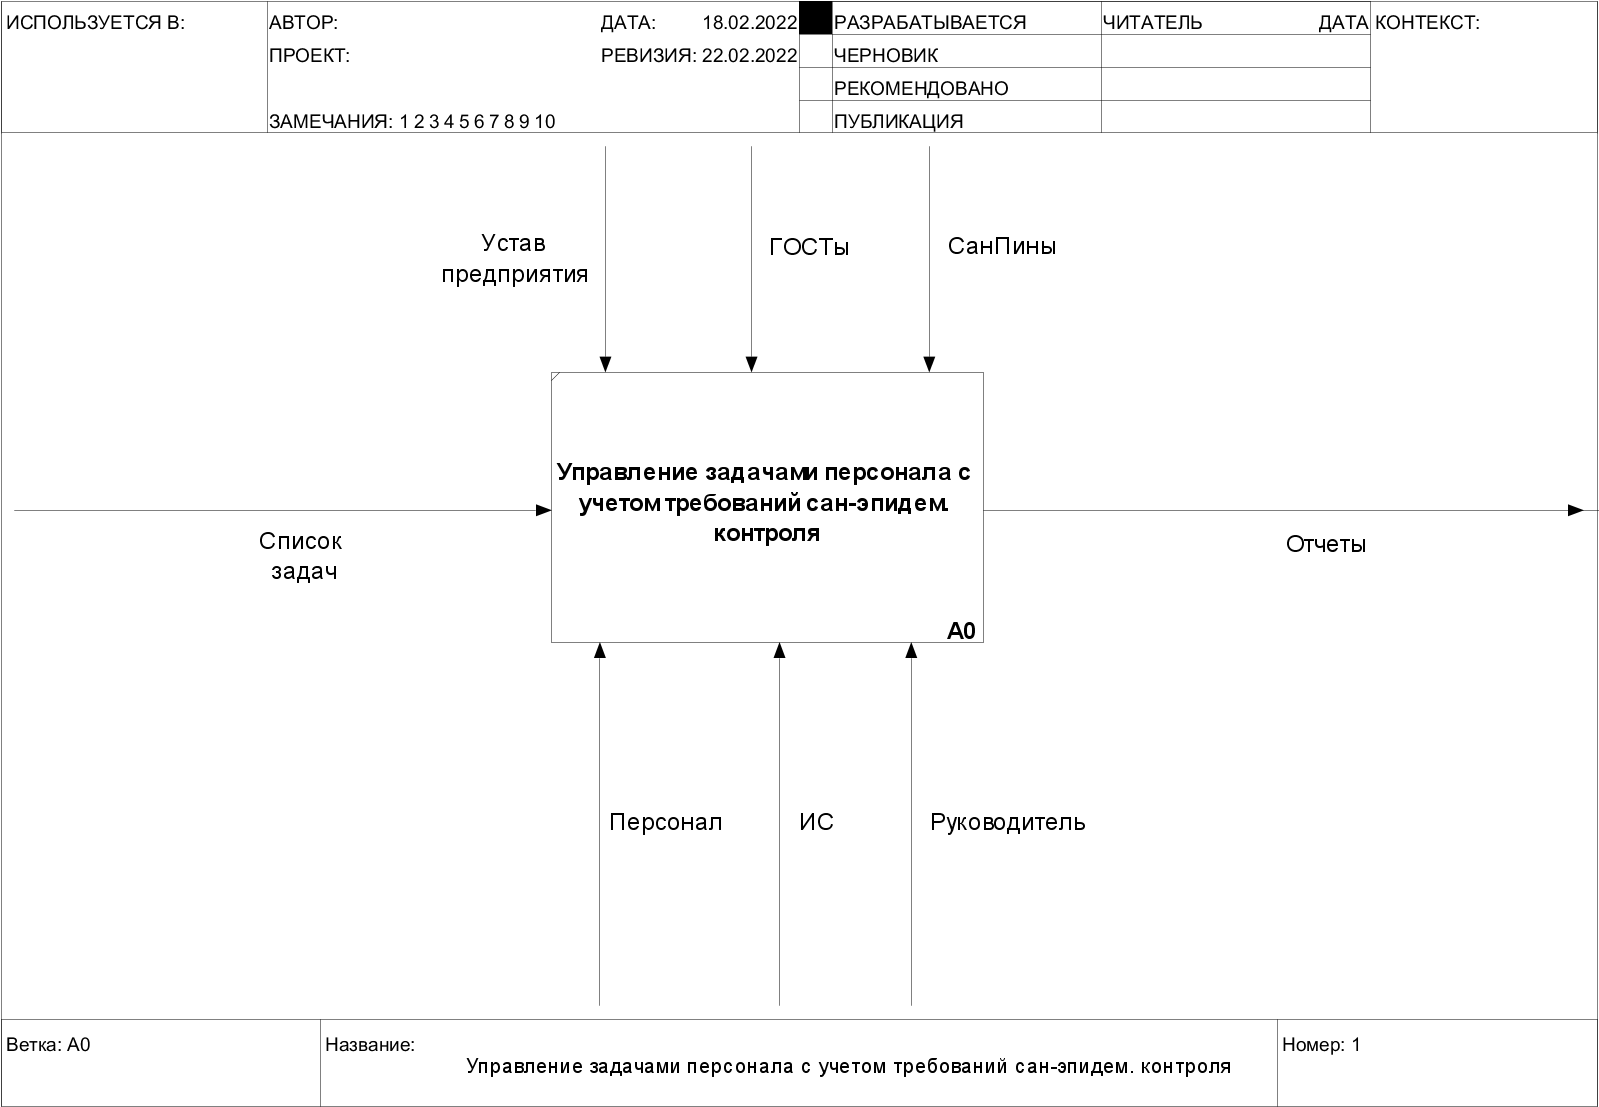 ИСПОЛЬЗУЕТСЯ В:
АВТОР:
ДАТА: 18.02.2022
РАЗРАБАТЫВАЕТСЯ
ЧИТАТЕЛЬ
ДАТА
КОНТЕКСТ:
ПРОЕКТ:
РЕВИЗИЯ: 22.02.2022
ЧЕРНОВИК
РЕКОМЕНДОВАНО
ЗАМЕЧАНИЯ: 1 2 3 4 5 6 7 8 9 10
ПУБЛИКАЦИЯ
Устав
предприятия
ГОСТы
СанПины
Управление задачами персонала с
учетом требований сан-эпидем.
контроля
A0
Список
задач
Отчеты
Персонал
ИС
Руководитель
Ветка: A0
Название:
Управление задачами персонала с учетом требований сан-эпидем. контроля
Номер: 1